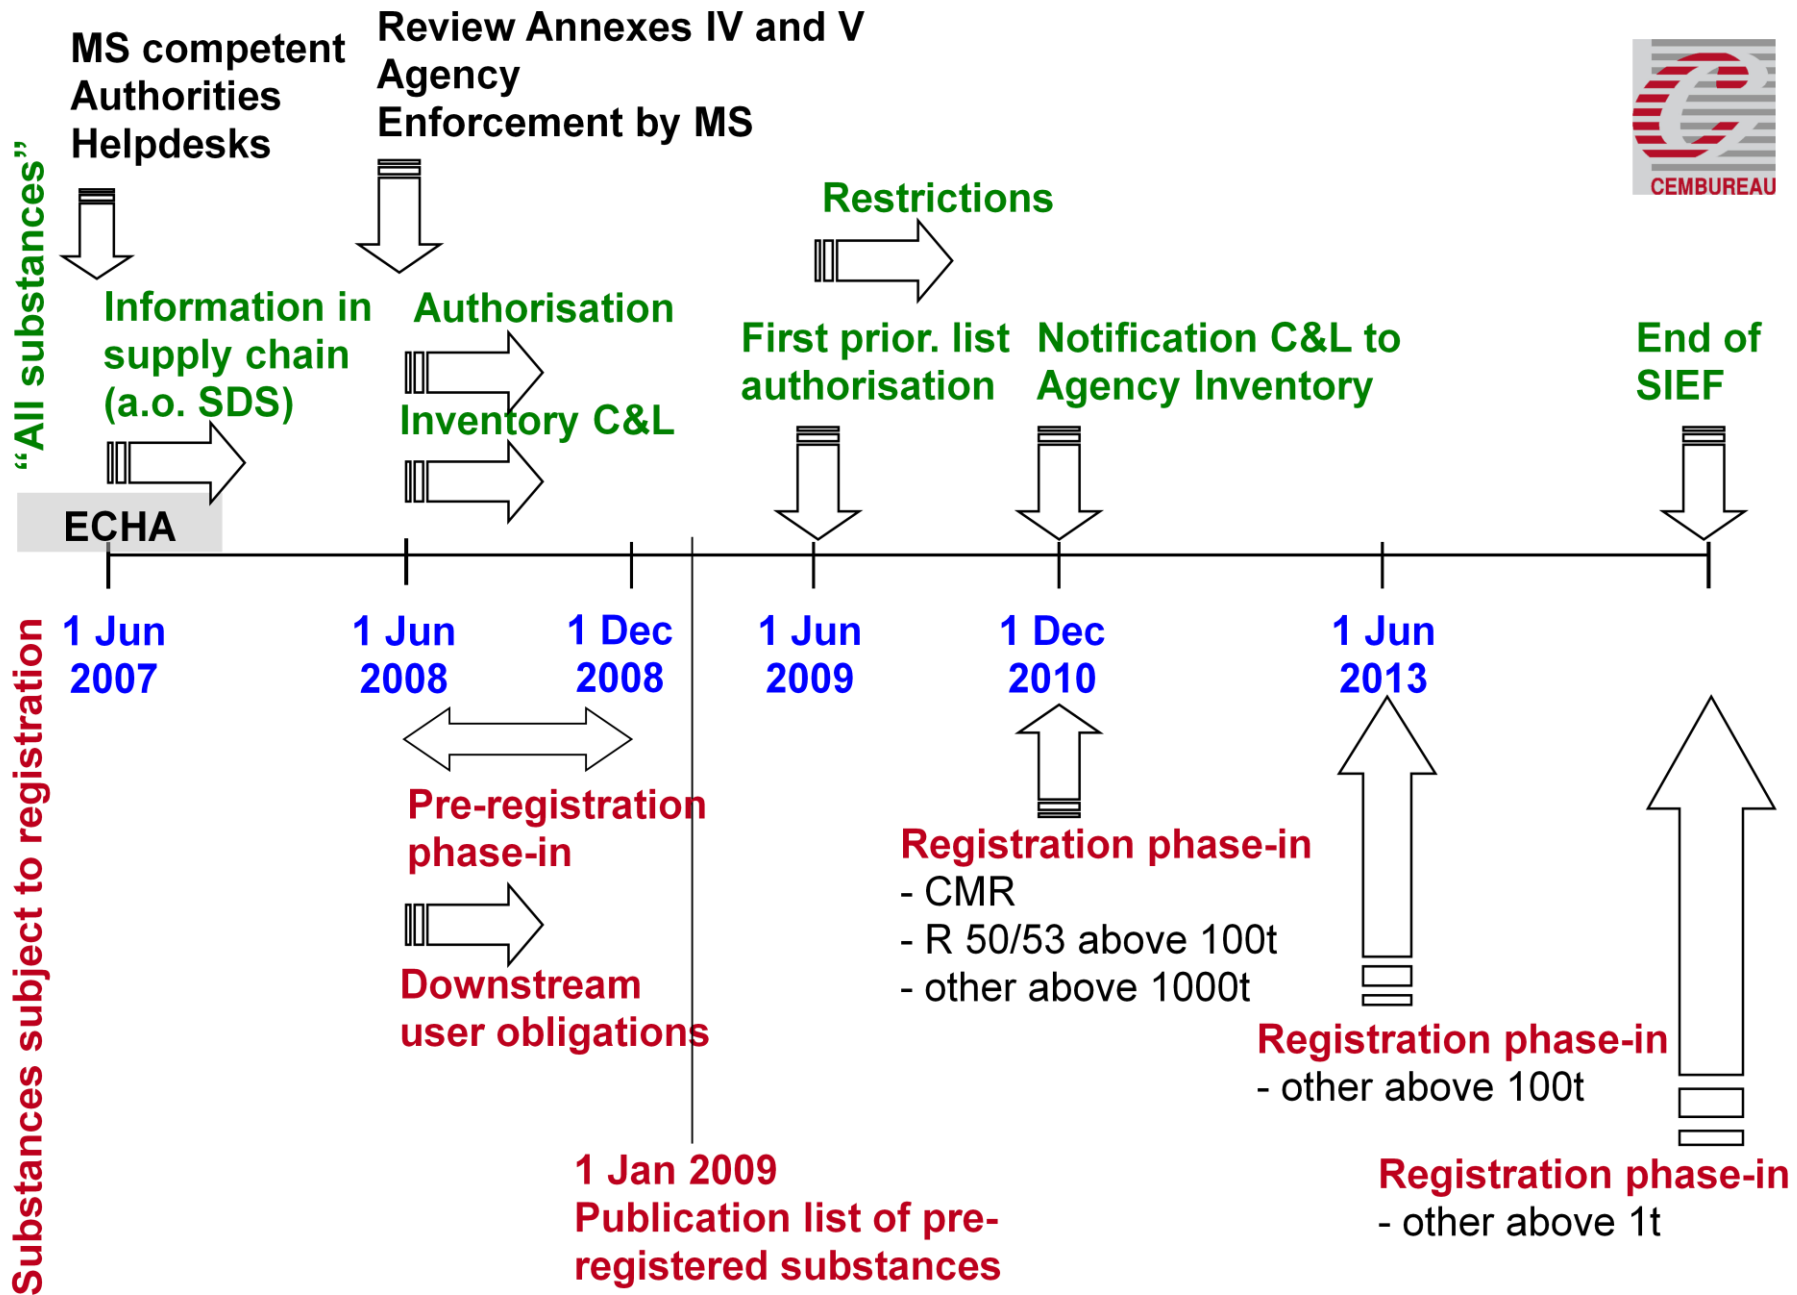 MS competent
Authorities
Helpdesks
Review Annexes IV and V
Agency
Enforcement by MS
CEMBUREAU
“All substances”
Restrictions
Information in
supply chain
(a.o. SDS)
Authorisation
Inventory C&L
First prior. list
authorisation
Notification C&L to
Agency Inventory
End of
SIEF
ECHA
1 Jun
2007
1 Jun
2008
1 Dec
2008
1 Jun
2009
1 Dec
2010
1 Jun
2013
Substances subject to registration
Pre-registration
phase-in
Downstream
user obligations
Registration phase-in
- CMR
- R 50/53 above 100t
- other above 1000t
Registration phase-in
- other above 100t
Registration phase-in
- other above 1t
1 Jan 2009
Publication list of pre-
registered substances